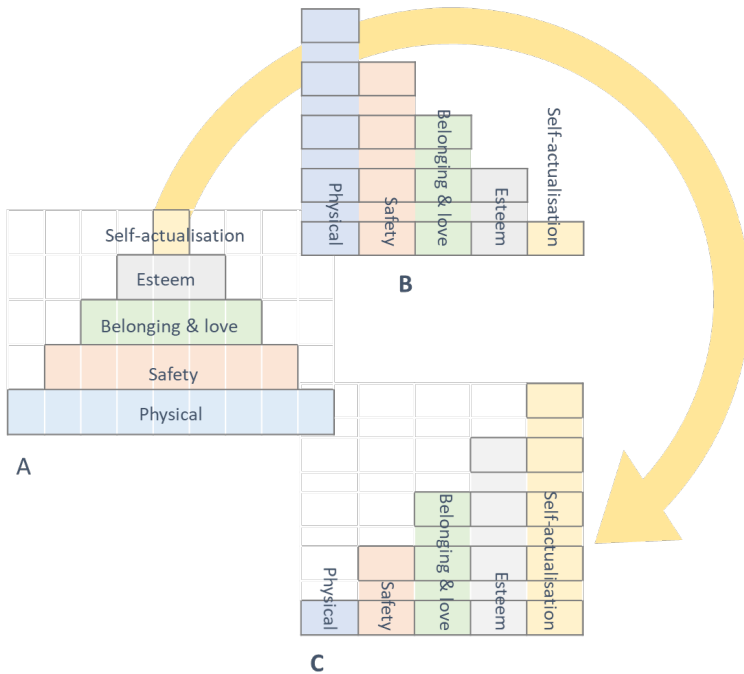 Self-actualisation
Esteem
Belonging & love
Safety
Physical
A
Physical
Safety
Belonging & love
Esteem
Self-actualisation
B
Physical
Safety
Belonging & love
Esteem
Self-actualisation
C